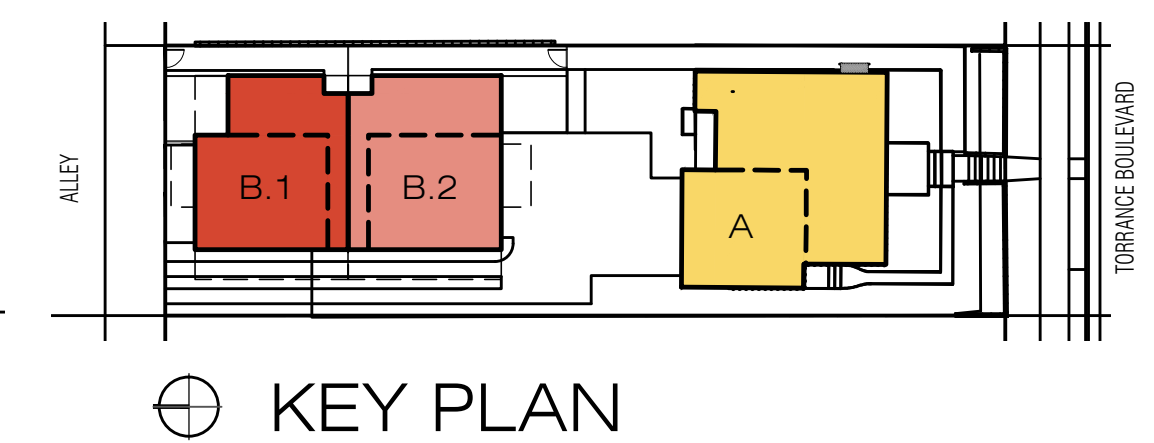 ALLEY
B.1
B.2
A
TORRANCE BOULEVARD
KEY PLAN